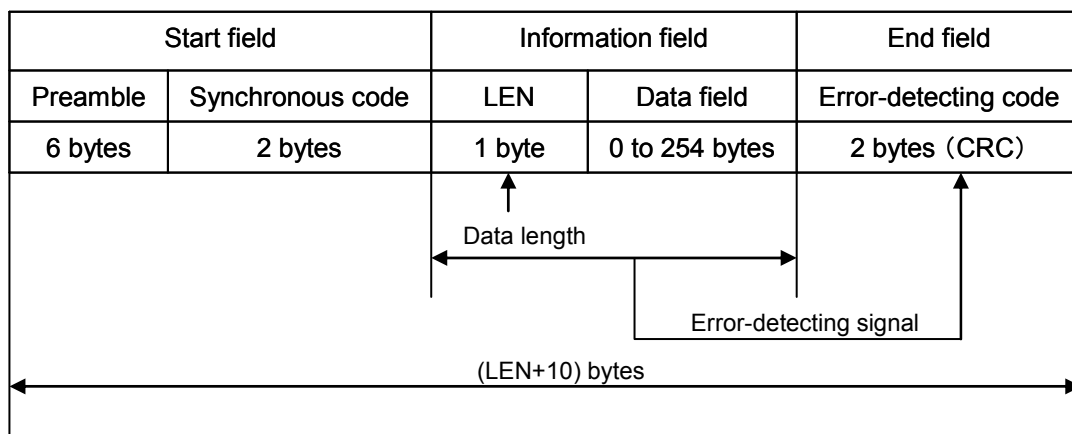 Start field Information field End field
Preamble Synchronous code LEN Data field Error-detecting code
6 bytes 2 bytes 1 byte 0 to 254 bytes 2 bytes（CRC）
Data length
Error-detecting signal
(LEN+10) bytes